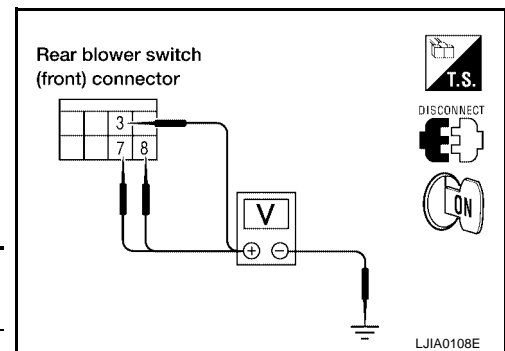 Rear blower switch
(front) connector
T.S.
DISCONNECT
3
7 8
V
ON
+ −
LJIA0108E